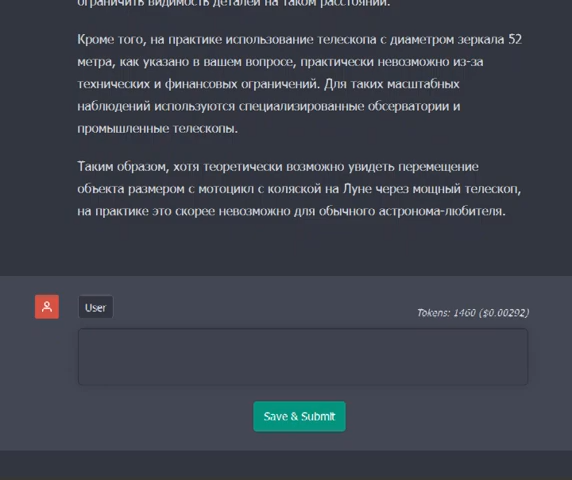 ограничить видимость деталей на таком расстоянии.
Кроме того, на практике использование телескопа с диаметром зеркала 52
метра, как указано в вашем вопросе, практически невозможно из-за
технических и финансовых ограничений. Для таких масштабных
наблюдений используются специализированные обсерватории и
промышленные телескопы.
Таким образом, хотя теоретически возможно увидеть перемещение
объекта размером с мотоцикл с коляской на Луне через мощный телескоп,
на практике это скорее невозможно для обычного астронома-любителя.
User
Tokens: 1460 ($0.00292)
Save & Submit